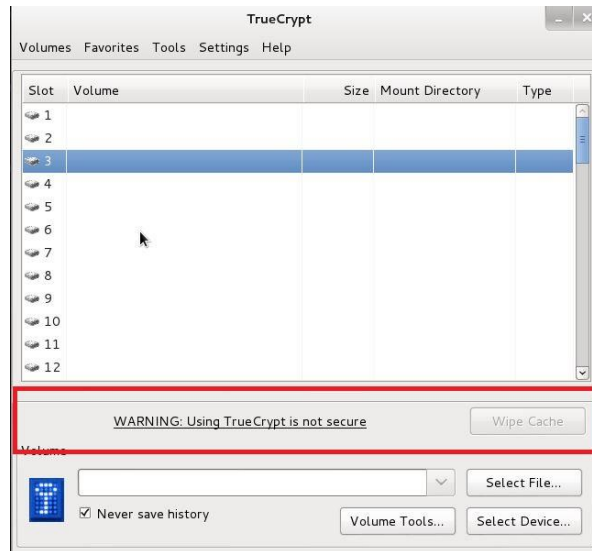 TrueCrypt
Volumes Favorites Tools Settings Help
Slot Volume Size Mount Directory Type
1
2
3
4
5
6
7
8
9
10
11
12
WARNING: Using TrueCrypt is not secure Wipe Cache
Volume
Select File...
Never save history Volume Tools... Select Device...